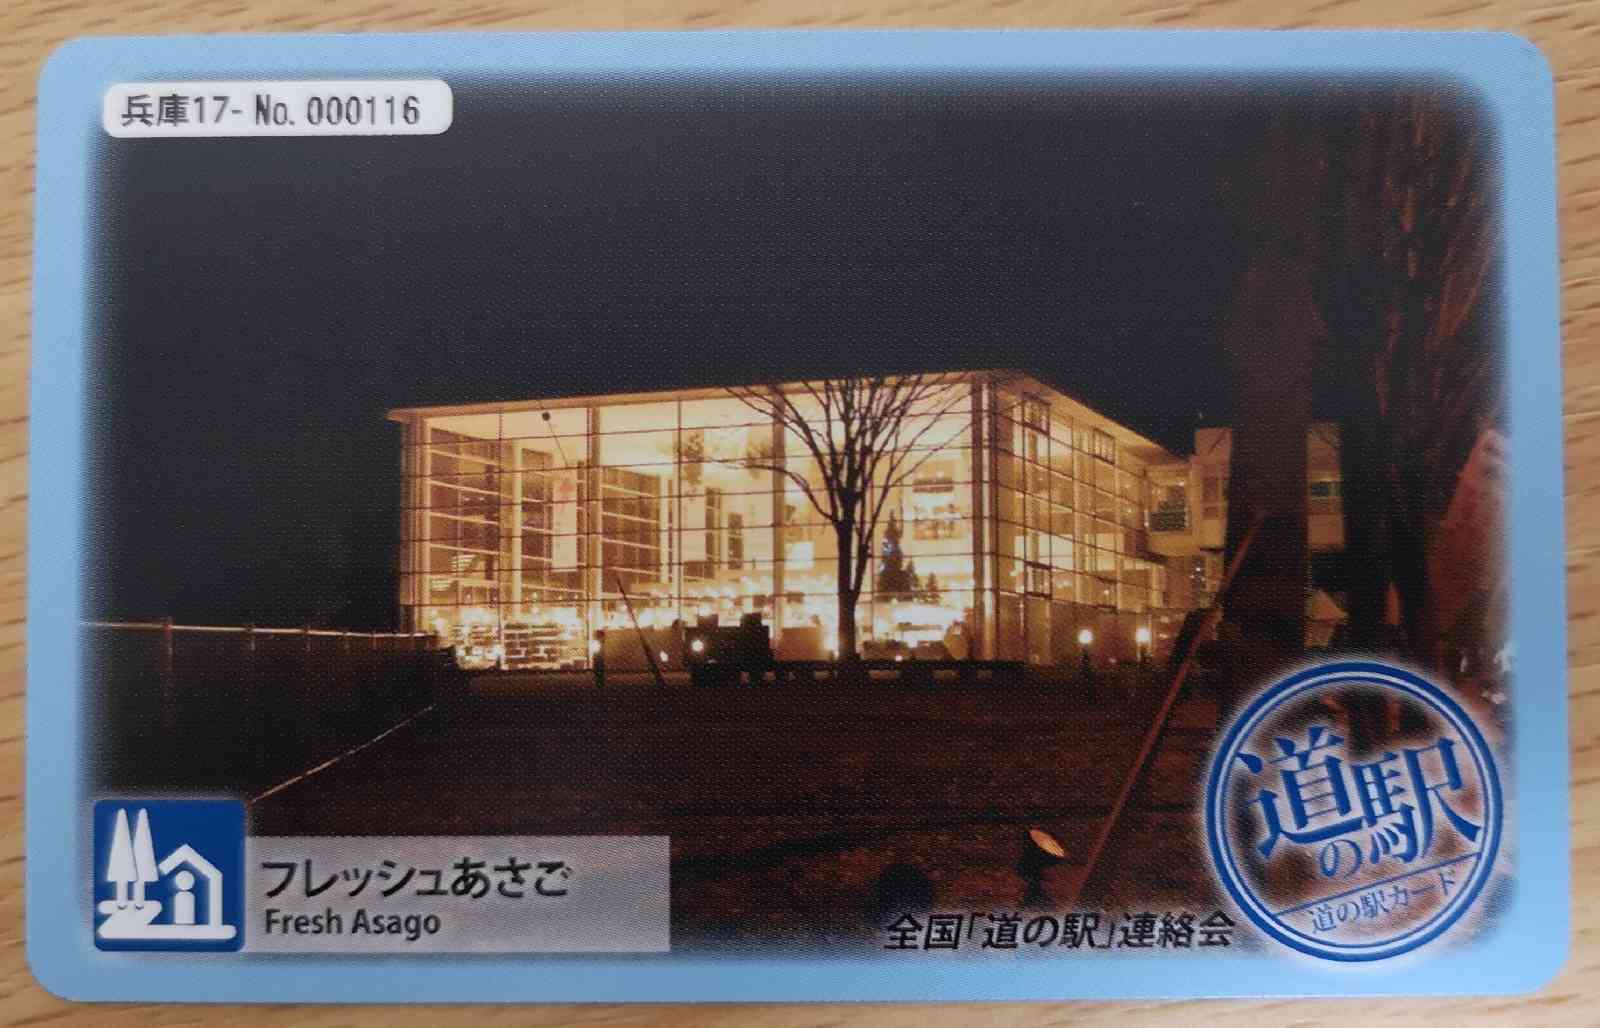 兵庫17- No. 000116
フレッシュあさご
Fresh Asago
全国「道の駅」連絡会
道の駅
道の駅カード